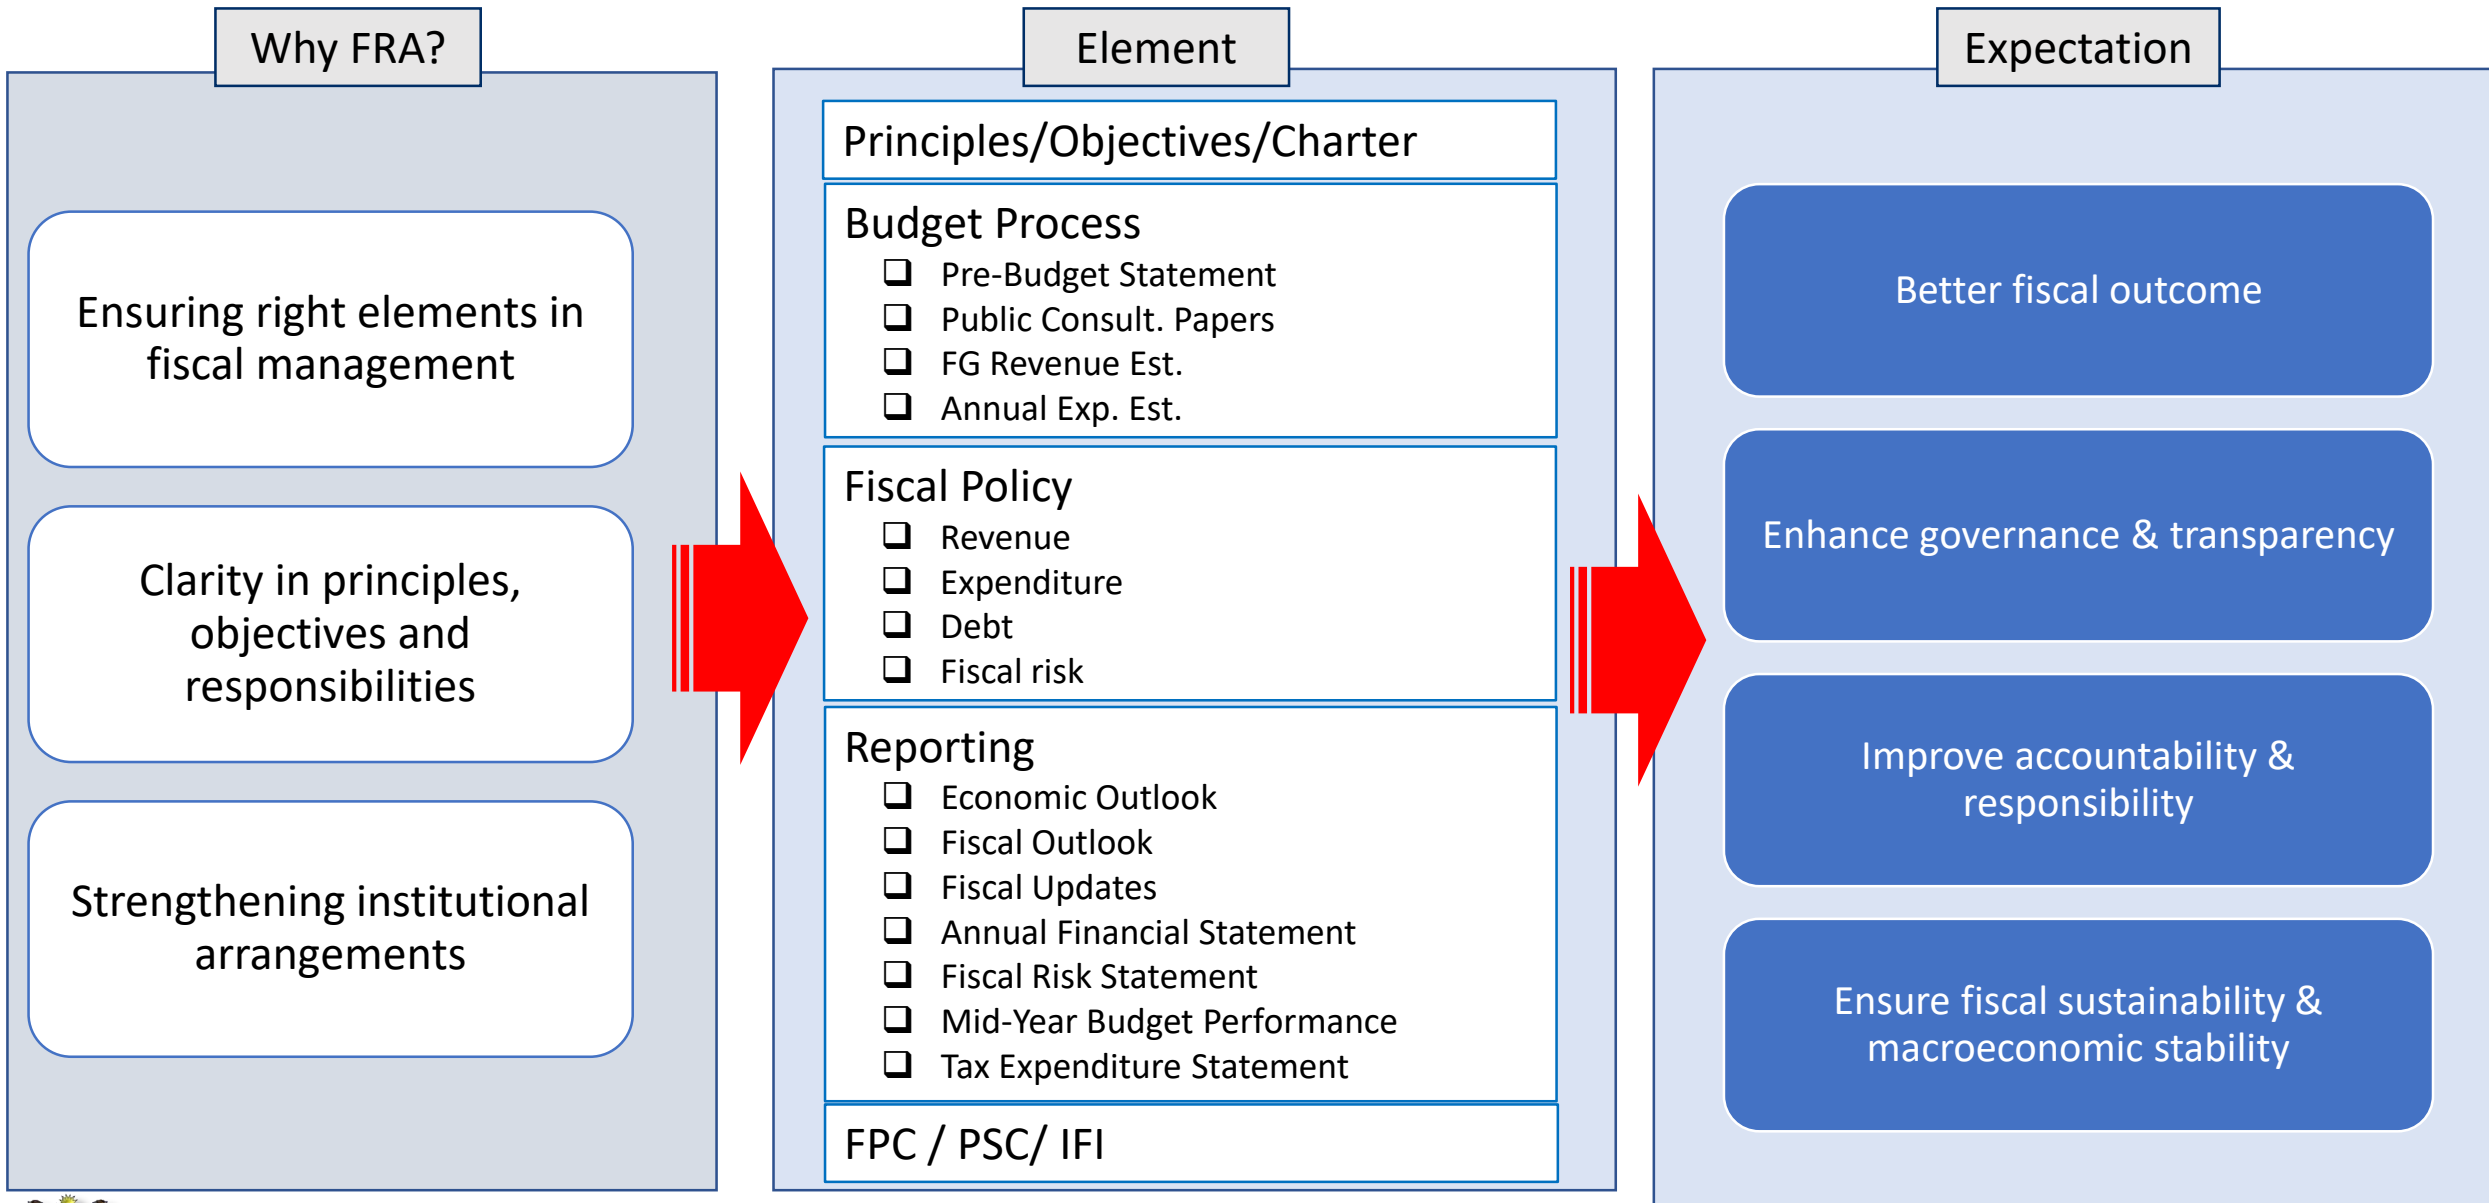 Why FRA?
Ensuring right elements in
fiscal management
Clarity in principles,
objectives and
responsibilities
Strengthening institutional
arrangements
Element
Principles/Objectives/Charter
Budget Process
❑ Pre-Budget Statement
❑ Public Consult. Papers
❑ FG Revenue Est.
❑ Annual Exp. Est.
Fiscal Policy
❑ Revenue
❑ Expenditure
❑ Debt
❑ Fiscal risk
Reporting
❑ Economic Outlook
❑ Fiscal Outlook
❑ Fiscal Updates
❑ Annual Financial Statement
❑ Fiscal Risk Statement
❑ Mid-Year Budget Performance
❑ Tax Expenditure Statement
FPC / PSC/ IFI
Expectation
Better fiscal outcome
Enhance governance & transparency
Improve accountability &
responsibility
Ensure fiscal sustainability &
macroeconomic stability